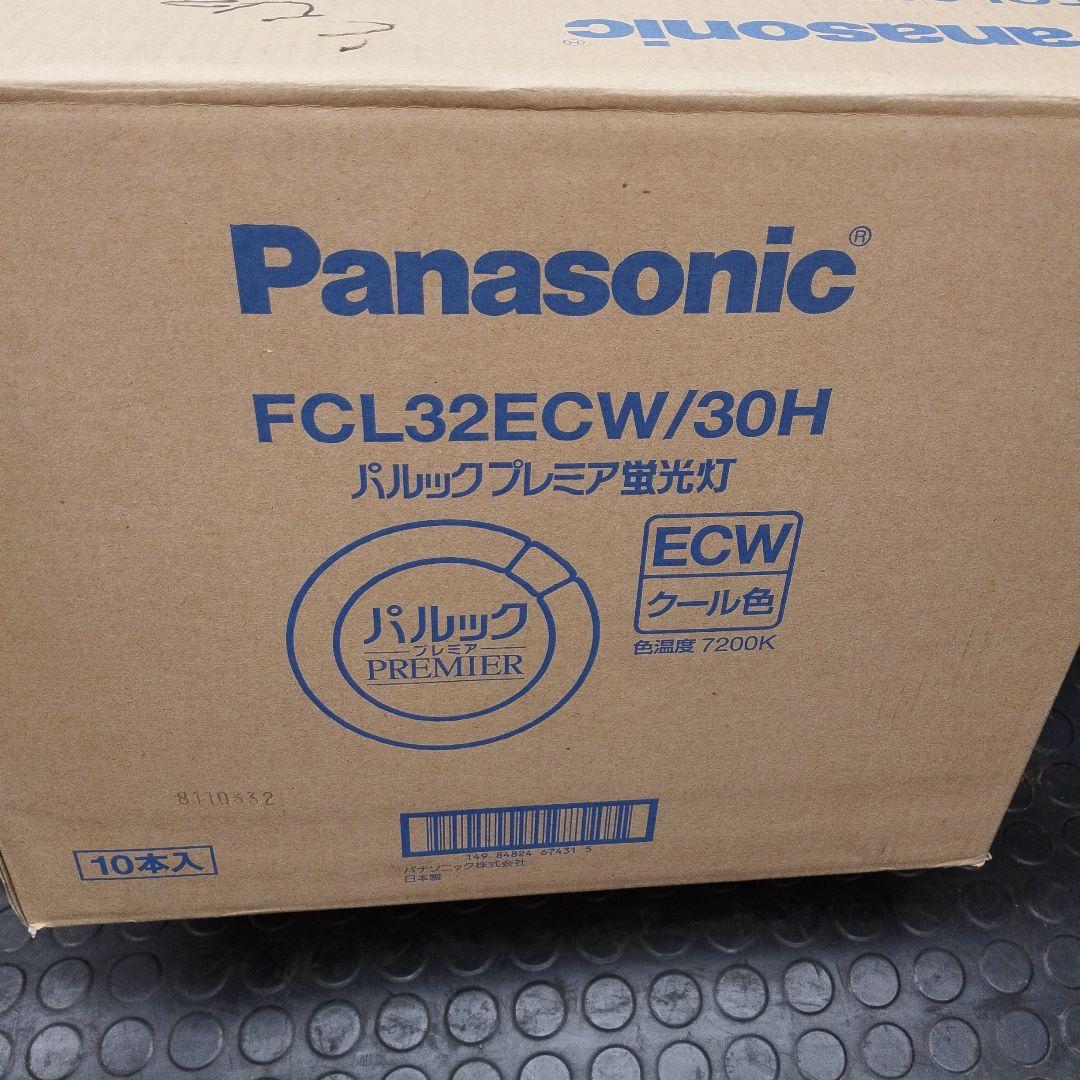 Panasonic
Panasonic®
FCL32ECW/30H
パルックプレミア蛍光灯
ECW
クール色
色温度 7200K
パルック
プレミア
PREMIER
8110332
149 84824 67431 5
パナソニック株式会社
日本製
10本入